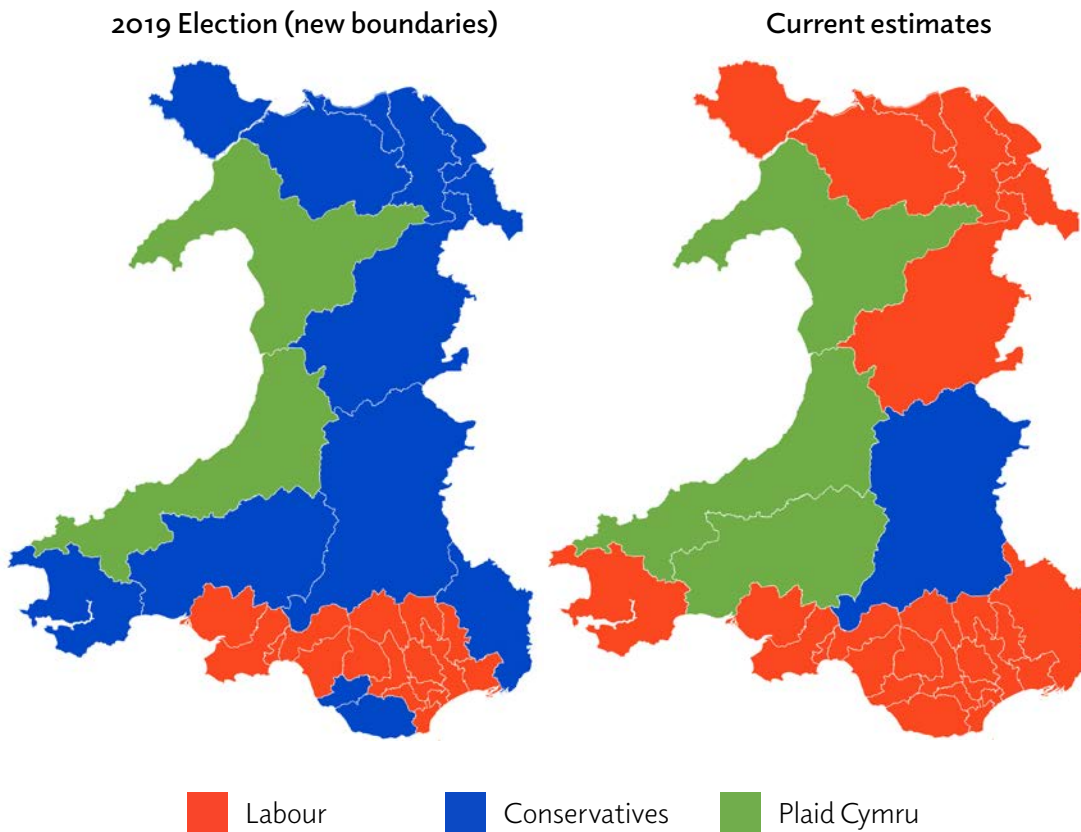 2019 Election (new boundaries)
Current estimates
Labour
Conservatives
Plaid Cymru